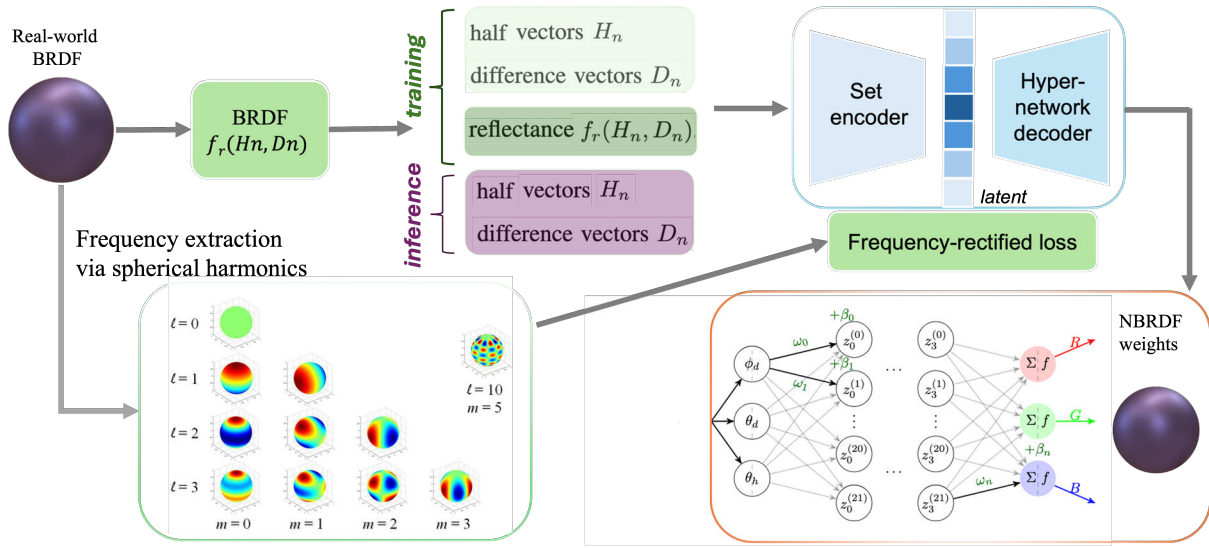 Real-world
BRDF
BRDF
f_r(Hn, Dn)
training
half vectors H_n
difference vectors D_n
reflectance f_r(H_n, D_n).
inference
half vectors H_n
difference vectors D_n
Set
encoder
latent
Hyper-
network
decoder
Frequency-rectified loss
Frequency extraction
via spherical harmonics
ℓ = 0
ℓ = 1
ℓ = 2
ℓ = 3
m = 0
m = 1
m = 2
m = 3
ℓ = 10
m = 5
ϕ_d
θ_d
θ_h
ω_0
ω_1
+β_0
z_0^(0)
+β_1
z_0^(1)
⋮
z_0^(20)
z_0^(21)
...
...
z_3^(0)
z_3^(1)
⋮
z_3^(20)
z_3^(21)
ω_n
Σ f
Σ f
+β_n
Σ f
R
G
B
NBRDF
weights